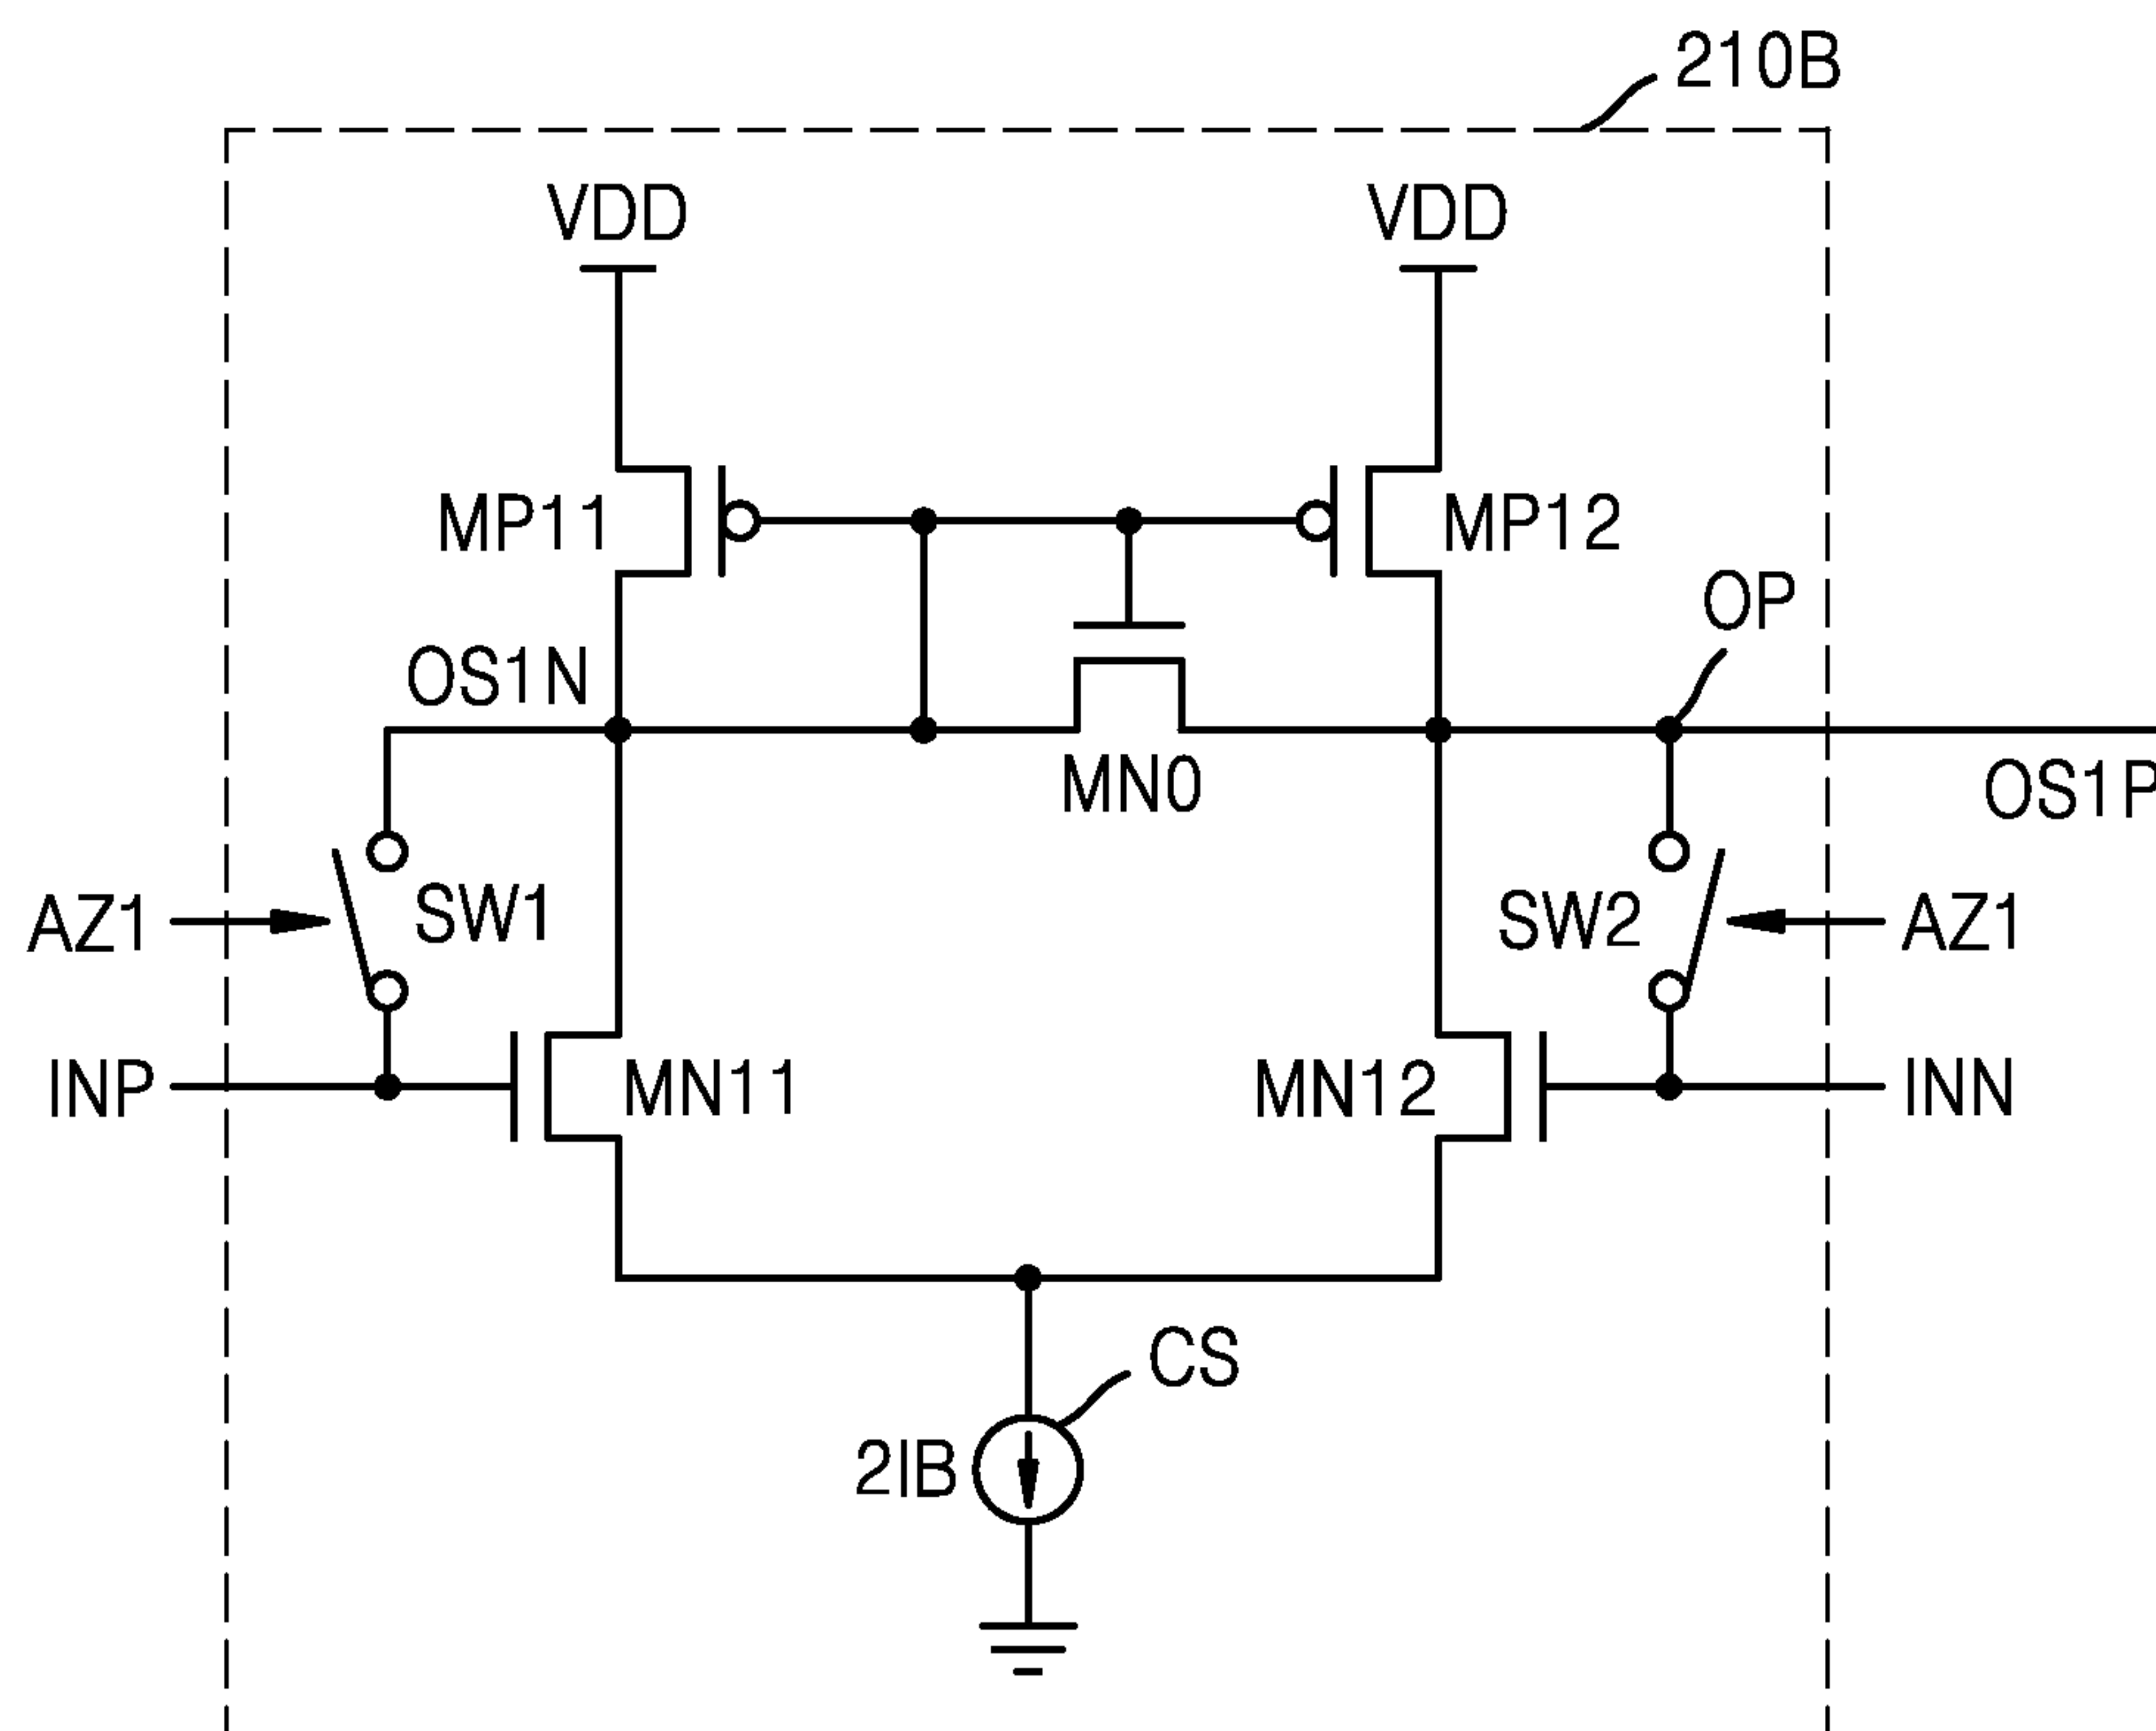 210B
VDD VDD
MP11 MP12
OP
OS1N
MN0
OS1P
AZ1 SW1 SW2 AZ1
INP MN11 MN12 INN
CS
2IB